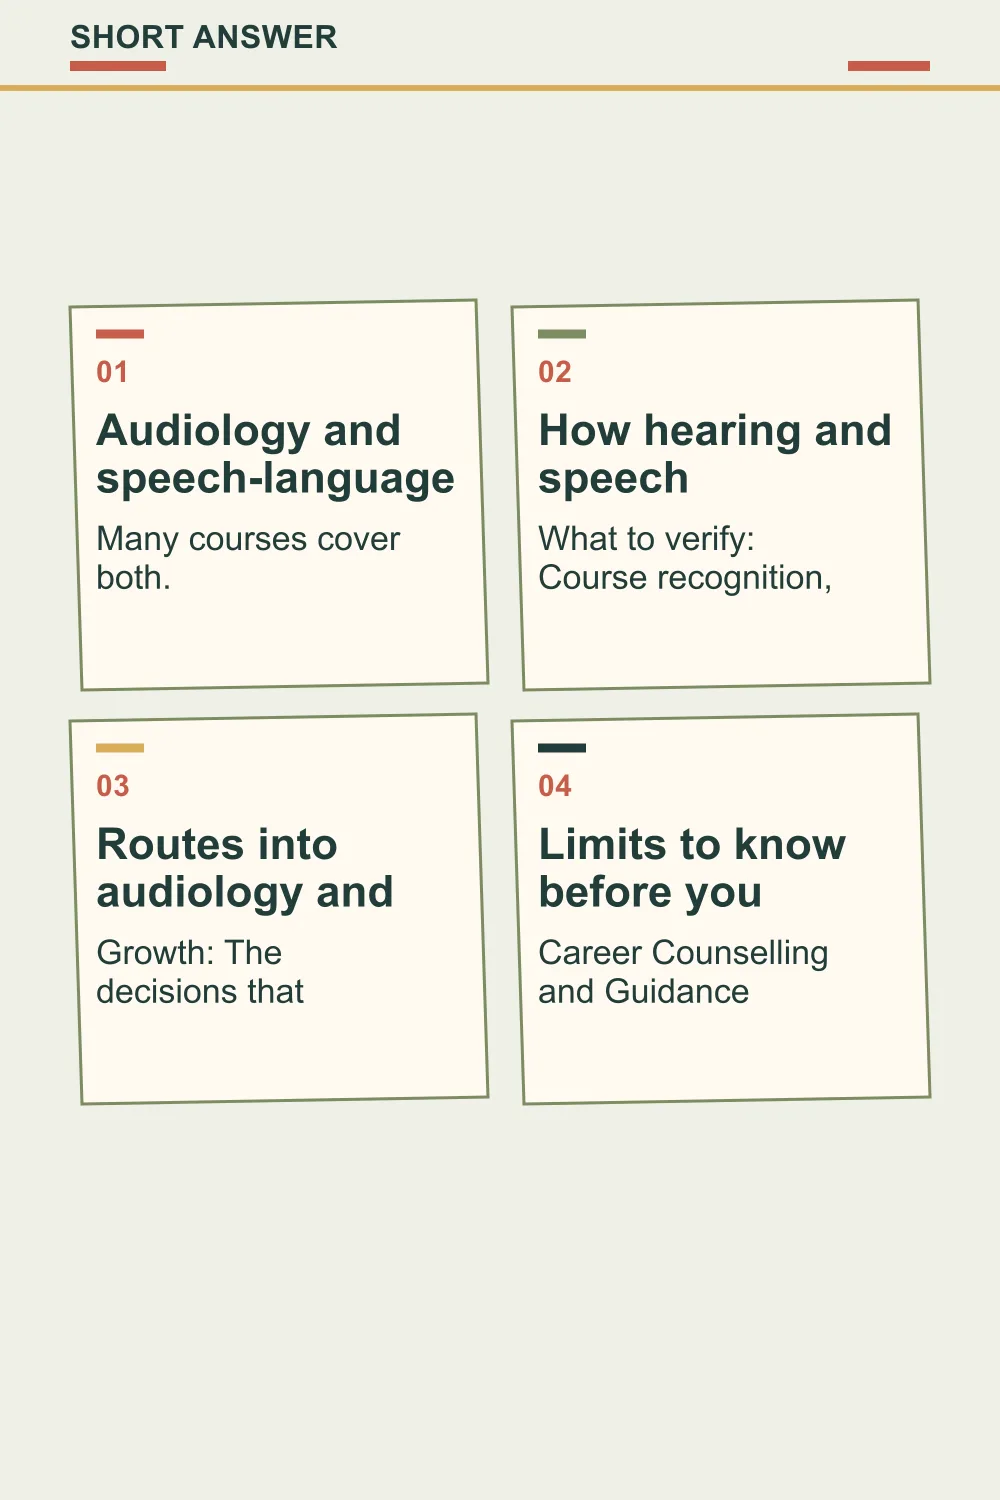 SHORT ANSWER
01
Audiology and
speech-language
Many courses cover
both.
02
How hearing and
speech
What to verify:
Course recognition,
03
Routes into
audiology and
Growth: The
decisions that
04
Limits to know
before you
Career Counselling
and Guidance